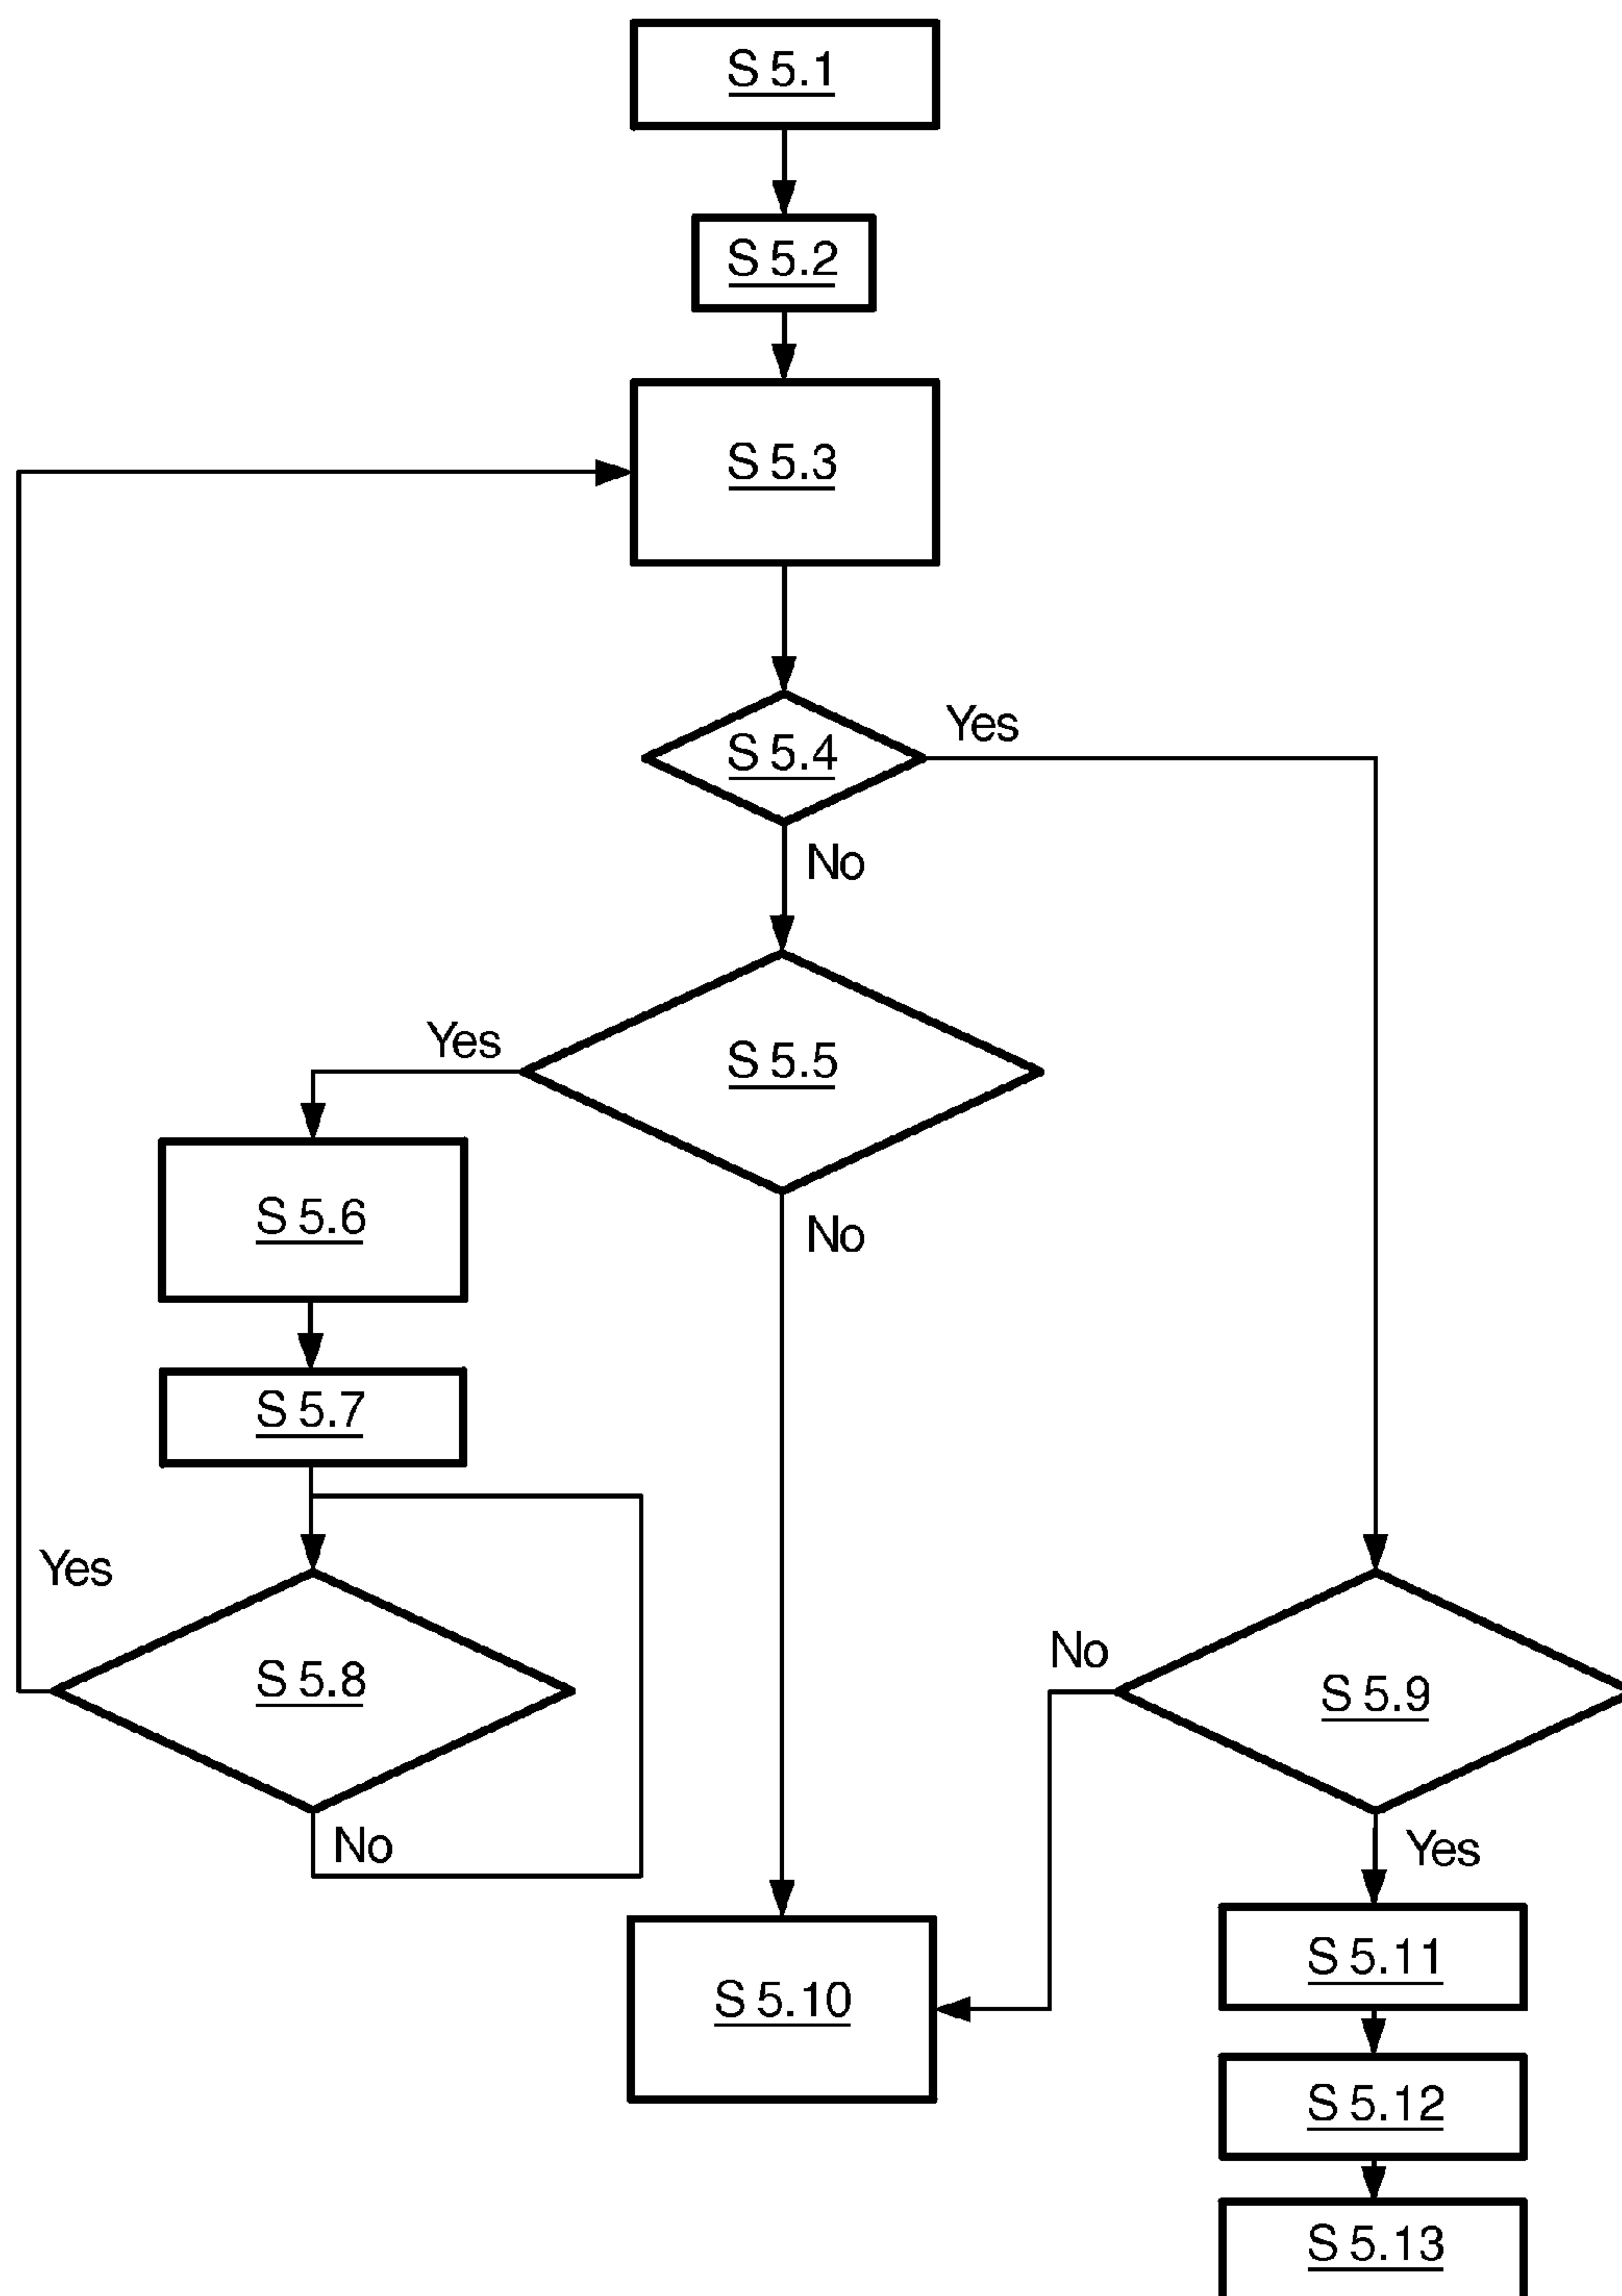 S 5.1
S 5.2
S 5.3
S 5.4
Yes
No
S 5.5
Yes
No
S 5.6
S 5.7
S 5.8
Yes
No
S 5.9
No
Yes
S 5.10
S 5.11
S 5.12
S 5.13